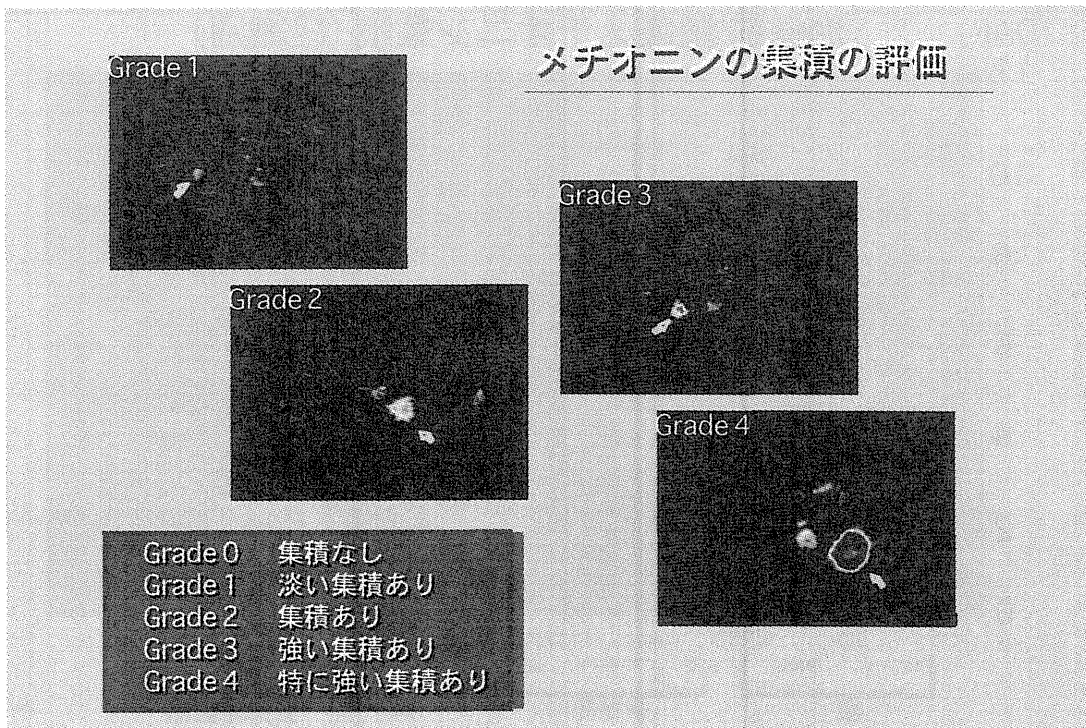 メチオニンの集積の評価
Grade 1
Grade 2
Grade 3
Grade 4
Grade 0 集積なし
Grade 1 淡い集積あり
Grade 2 集積あり
Grade 3 強い集積あり
Grade 4 特に強い集積あり